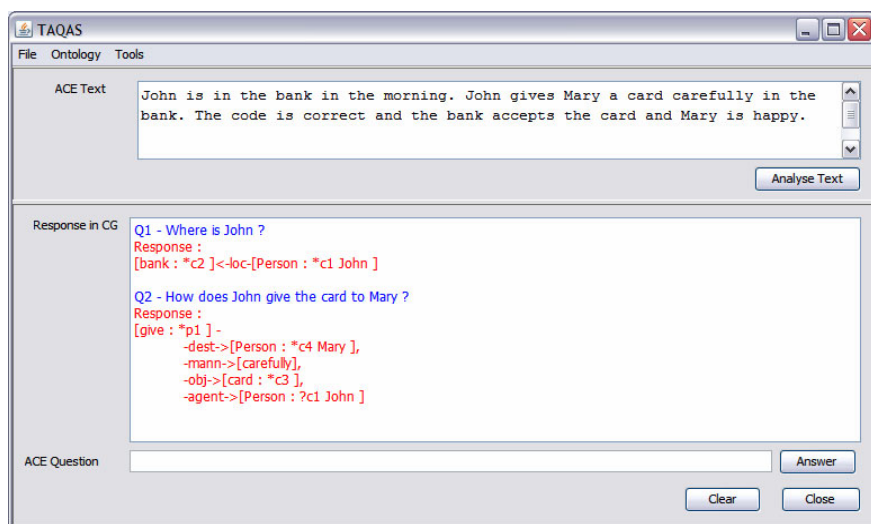 TAQAS
File Ontology Tools
ACE Text
John is in the bank in the morning. John gives Mary a card carefully in the
bank. The code is correct and the bank accepts the card and Mary is happy.
Analyse Text
Response in CG
Q1 - Where is John ?
Response :
[bank : *c2 ]<-loc-[Person : *c1 John ]
Q2 - How does John give the card to Mary ?
Response :
[give : *p1 ] -
-dest->[Person : *c4 Mary ],
-mann->[carefully],
-obj->[card : *c3 ],
-agent->[Person : ?c1 John ]
ACE Question
Answer
Clear Close